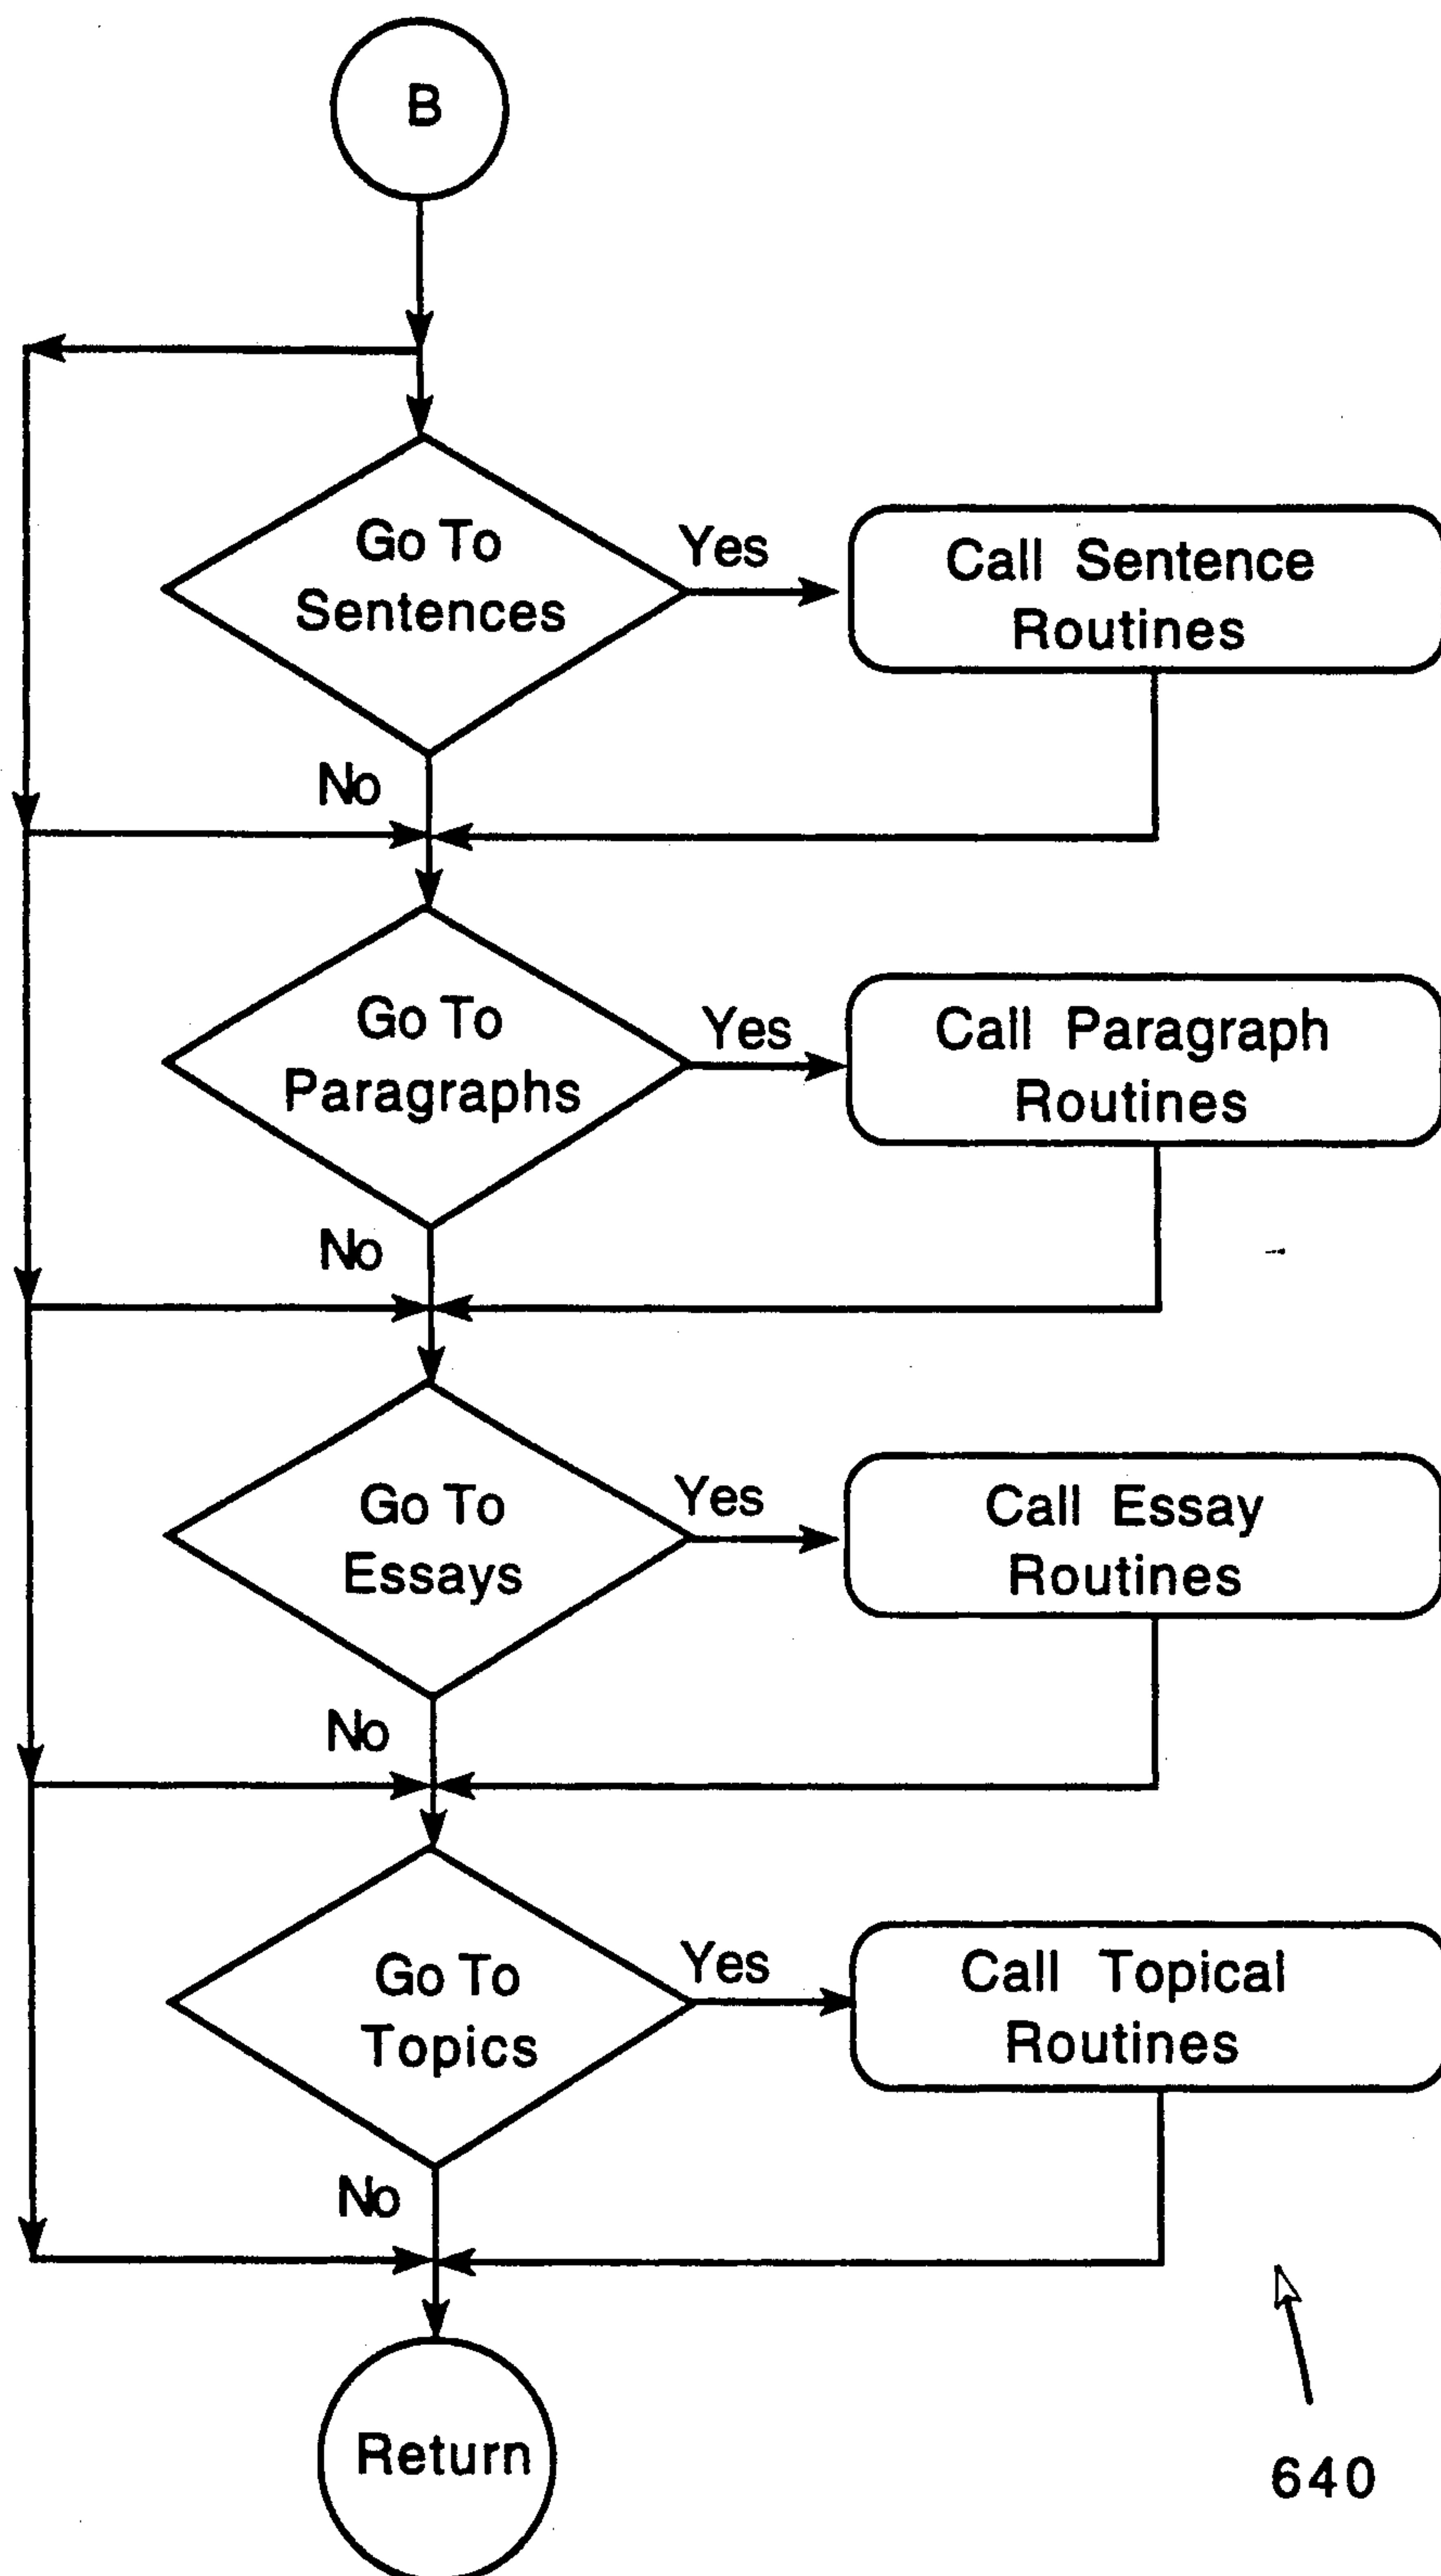 B
Go To
Sentences
Yes
Call Sentence
Routines
No
Go To
Paragraphs
Yes
Call Paragraph
Routines
No
Go To
Essays
Yes
Call Essay
Routines
No
Go To
Topics
Yes
Call Topical
Routines
No
Return
640